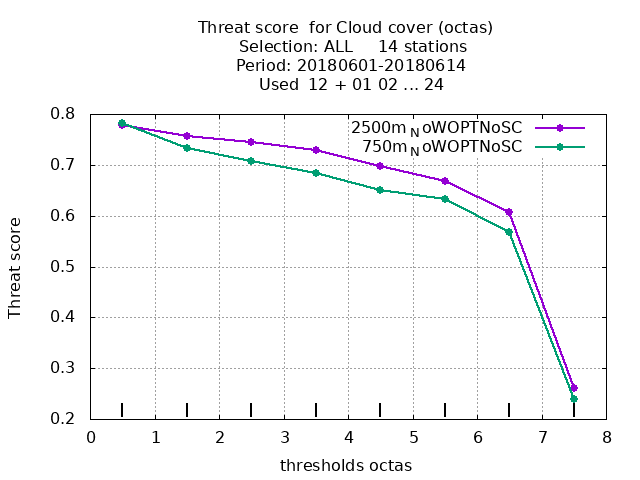 Threat score  for Cloud cover (octas)
Selection: ALL     14 stations
Period: 20180601-20180614
Used  12 + 01 02 ... 24
2500m_NoWOPTNoSC
750m_NoWOPTNoSC
0.8
0.7
0.6
0.5
0.4
0.3
0.2
Threat score
0 1 2 3 4 5 6 7 8
thresholds octas